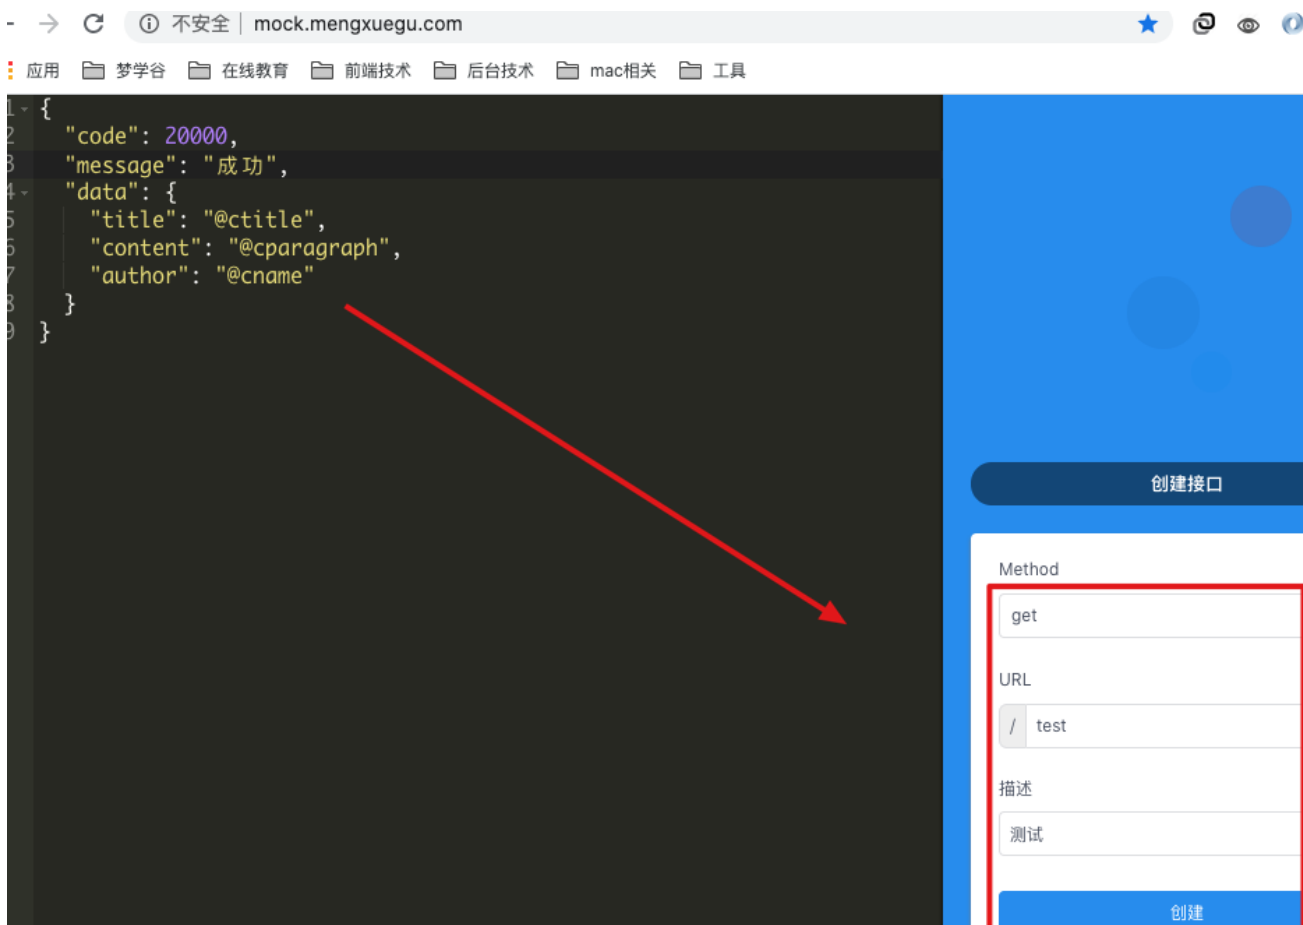 不安全 | mock.mengxuegu.com
应用 梦学谷 在线教育 前端技术 后台技术 mac相关 工具
1 {
2 "code": 20000,
3 "message": "成功",
4 "data": {
5 "title": "@ctitle",
6 "content": "@cparagraph",
7 "author": "@cname"
8 }
9 }
创建接口
Method
get
URL
/ test
描述
测试
创建